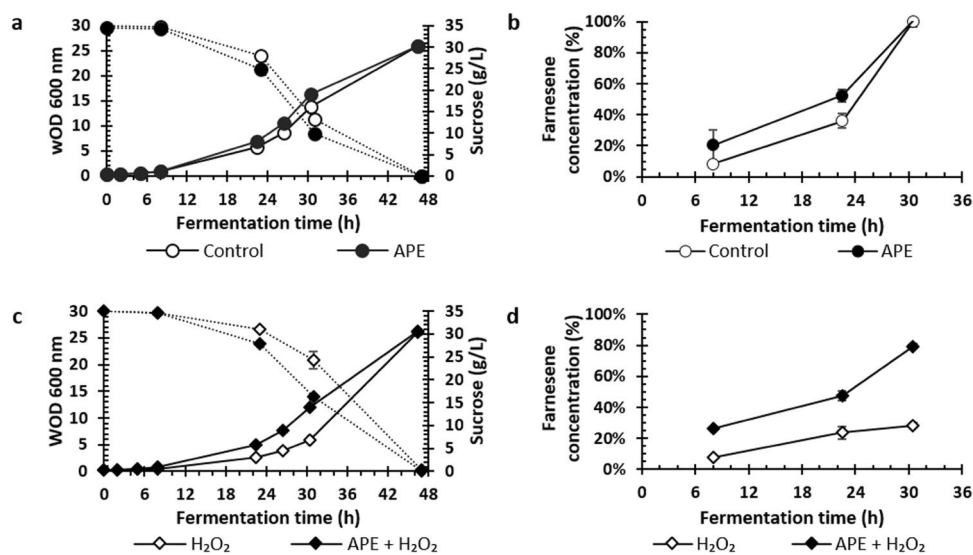 a
WOD 600 nm
30
25
20
15
10
5
0
0 6 12 18 24 30 36 42 48
35
30
25
20
15
10
5
0
Sucrose (g/L)
Fermentation time (h)
Control APE
b
Farnesene
concentration (%)
100%
80%
60%
40%
20%
0%
0 6 12 18 24 30 36
Fermentation time (h)
Control APE
c
WOD 600 nm
30
25
20
15
10
5
0
0 6 12 18 24 30 36 42 48
35
30
25
20
15
10
5
0
Sucrose (g/L)
Fermentation time (h)
H₂O₂ APE + H₂O₂
d
Farnesene
concentration (%)
100%
80%
60%
40%
20%
0%
0 6 12 18 24 30 36
Fermentation time (h)
H₂O₂ APE + H₂O₂